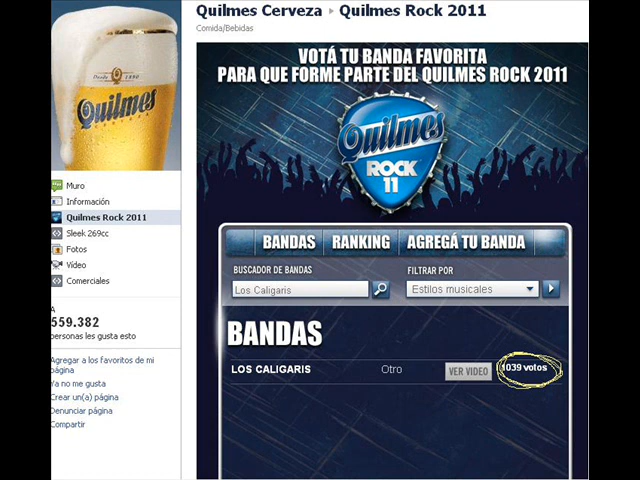 Quilmes Cerveza ▸ Quilmes Rock 2011
Comida/Bebidas
Desde 1890
Quilmes
VOTÁ TU BANDA FAVORITA
PARA QUE FORME PARTE DEL QUILMES ROCK 2011
Quilmes
ROCK
11
Muro
Información
Quilmes Rock 2011
Sleek 269cc
Fotos
Vídeo
Comerciales
A
559.382
personas les gusta esto
Agregar a los favoritos de mi
página
Ya no me gusta
Crear un(a) página
Denunciar página
Compartir
BANDAS
RANKING
AGREGÁ TU BANDA
BUSCADOR DE BANDAS
FILTRAR POR
Los Caligaris
Estilos musicales
BANDAS
LOS CALIGARIS Otro VER VIDEO 1039 votos